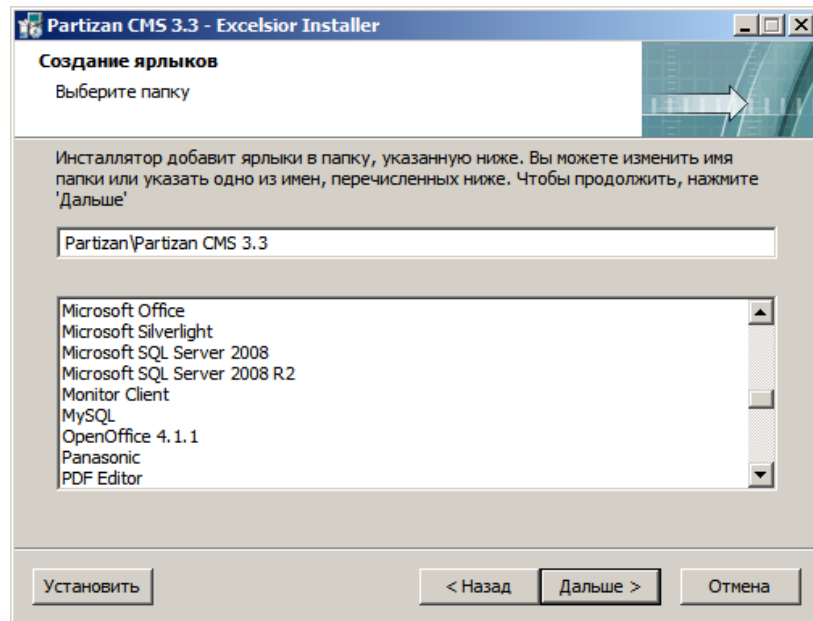 Partizan CMS 3.3 - Excelsior Installer
Создание ярлыков
Выберите папку
Инсталлятор добавит ярлыки в папку, указанную ниже. Вы можете изменить имя
папки или указать одно из имен, перечисленных ниже. Чтобы продолжить, нажмите
'Дальше'
Partizan\Partizan CMS 3.3
Microsoft Office
Microsoft Silverlight
Microsoft SQL Server 2008
Microsoft SQL Server 2008 R2
Monitor Client
MySQL
OpenOffice 4.1.1
Panasonic
PDF Editor
Установить < Назад Дальше > Отмена